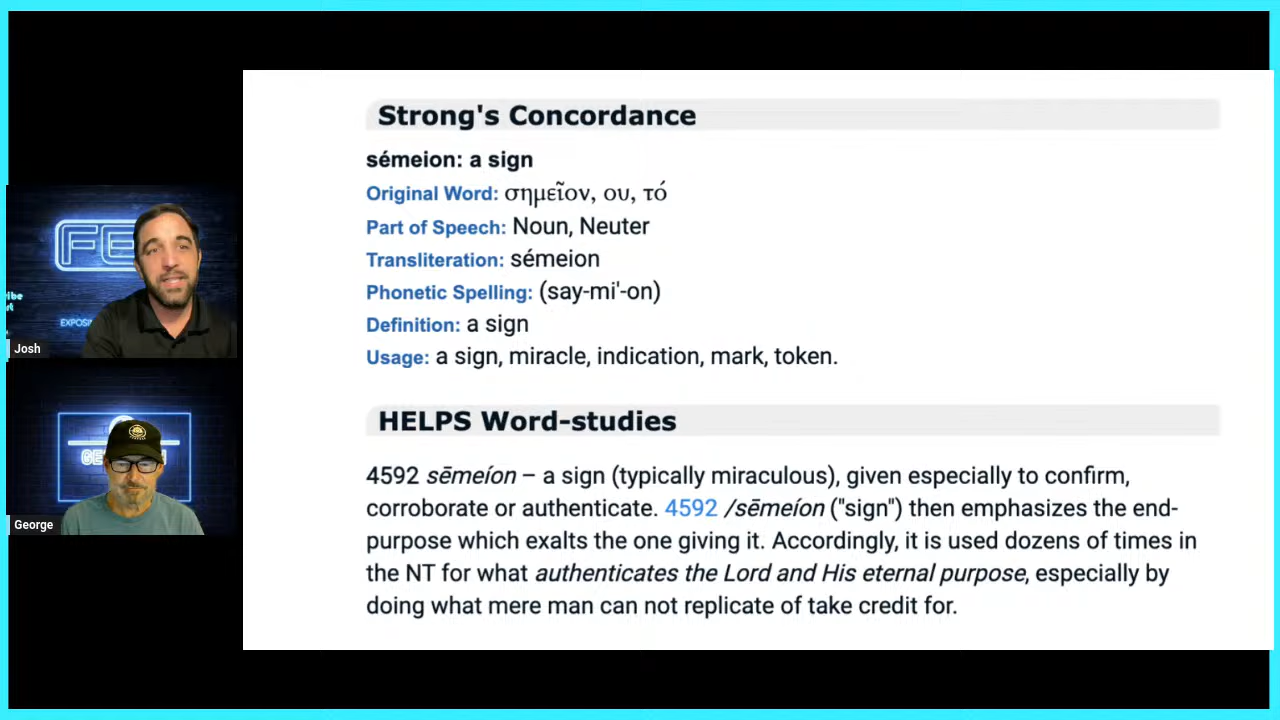 Strong's Concordance
sémeion: a sign
Original Word: σημεῖον, ου, τό
Part of Speech: Noun, Neuter
Transliteration: sémeion
Phonetic Spelling: (say-mi'-on)
Definition: a sign
Usage: a sign, miracle, indication, mark, token.
HELPS Word-studies
4592 sēmeíon – a sign (typically miraculous), given especially to confirm,
corroborate or authenticate. 4592 /sēmeíon ("sign") then emphasizes the end-
purpose which exalts the one giving it. Accordingly, it is used dozens of times in
the NT for what authenticates the Lord and His eternal purpose, especially by
doing what mere man can not replicate of take credit for.
Josh
George